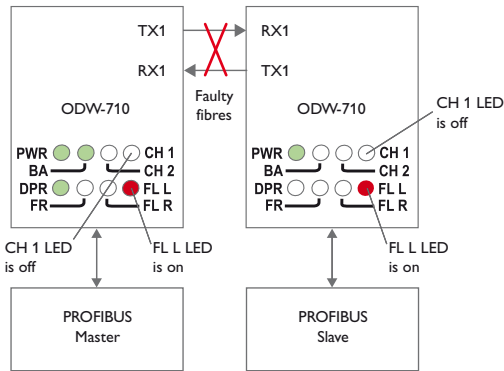 TX1
RX1
RX1
TX1
Faulty
fibres
ODW-710
ODW-710
CH 1 LED
is off
PWR
CH 1
BA
CH 2
DPR
FL L
FR
FL R
PWR
CH 1
BA
CH 2
DPR
FL L
FR
FL R
CH 1 LED
is off
FL L LED
is on
FL L LED
is on
PROFIBUS
Master
PROFIBUS
Slave